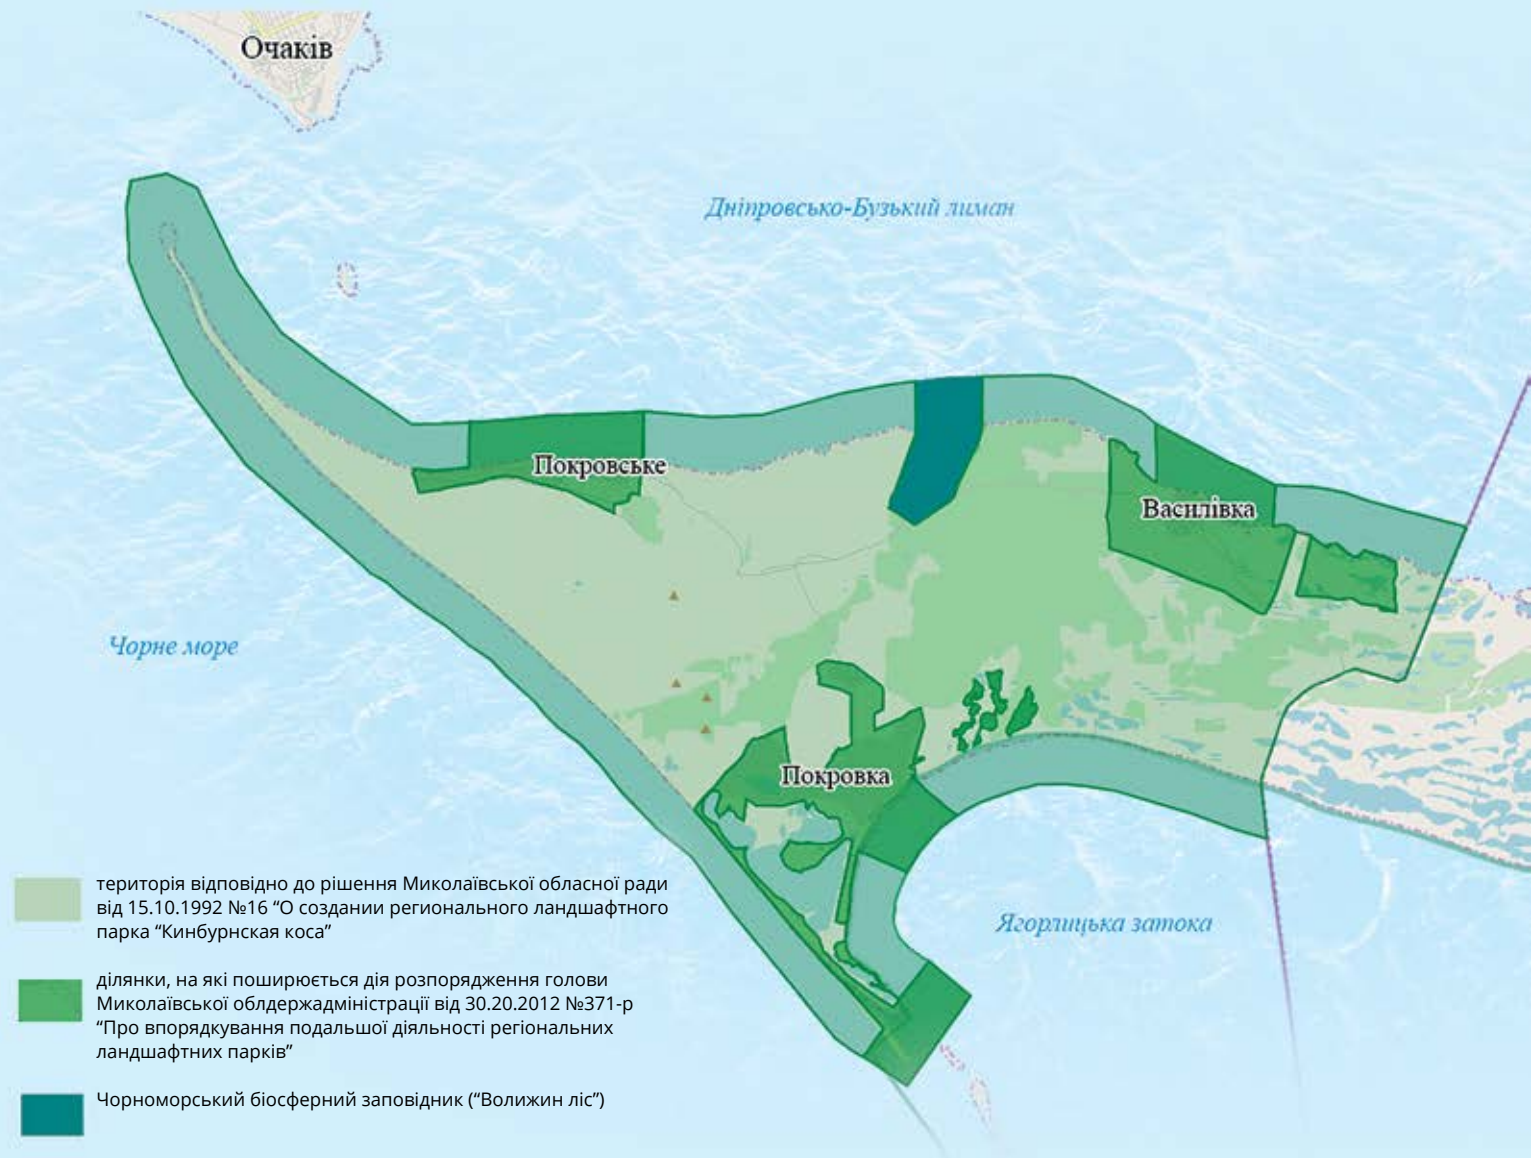 Очаків
Дніпровсько-Бузький лиман
Покровське
Василівка
Чорне море
Покровка
Ягорлицька затока
територія відповідно до рішення Миколаївської обласної ради
від 15.10.1992 №16 “О создании регионального ландшафтного
парка “Кинбурнская коса”
ділянки, на які поширюється дія розпорядження голови
Миколаївської облдержадміністрації від 30.20.2012 №371-р
“Про впорядкування подальшої діяльності регіональних
ландшафтних парків”
Чорноморський біосферний заповідник (“Волижин ліс”)